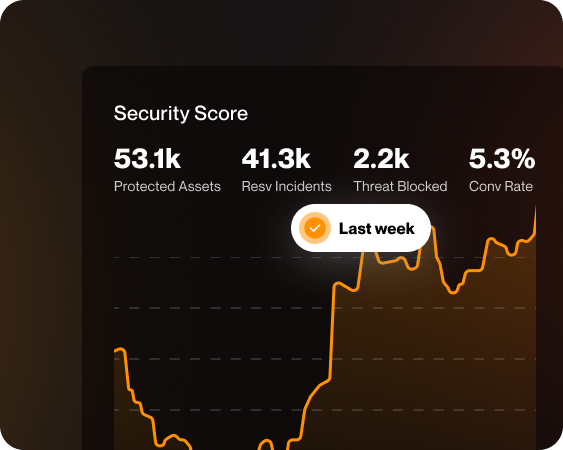 Security Score
53.1k 41.3k 2.2k 5.3%
Protected Assets Resv Incidents Threat Blocked Conv Rate
Last week